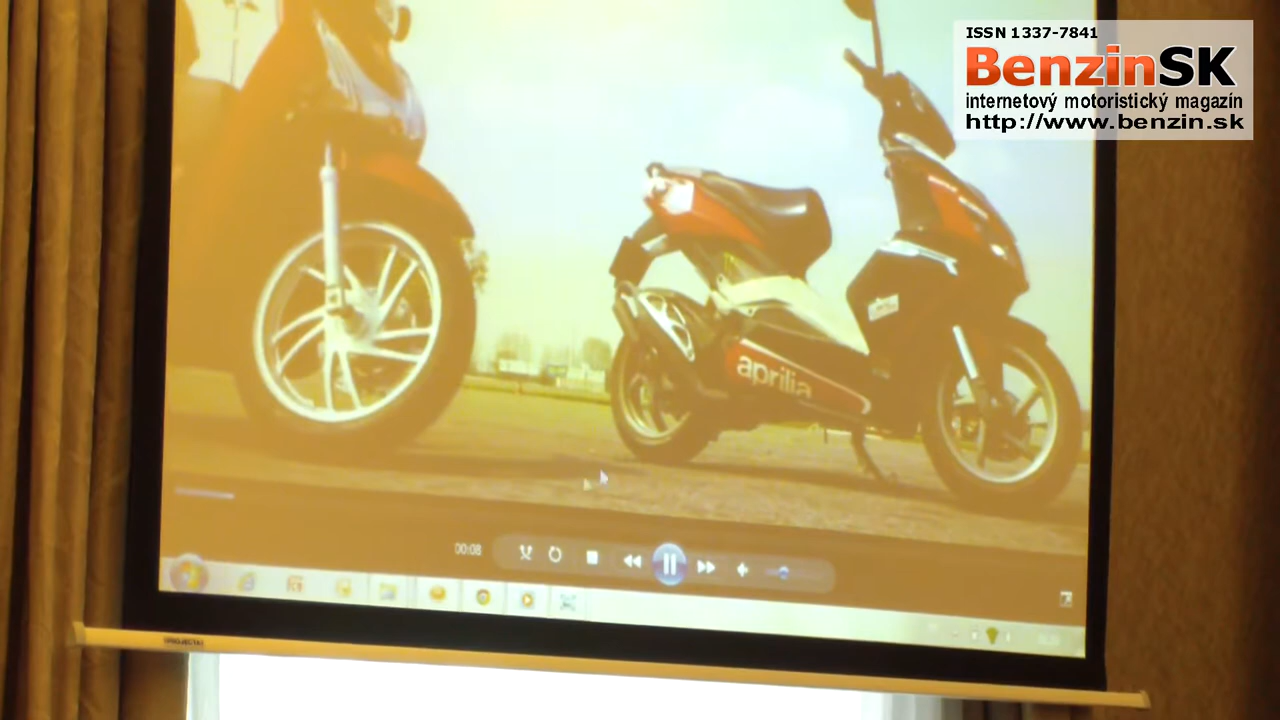 ISSN 1337-7841
BenzinSK
internetový motoristický magazín
http://www.benzin.sk
aprilia
00:08